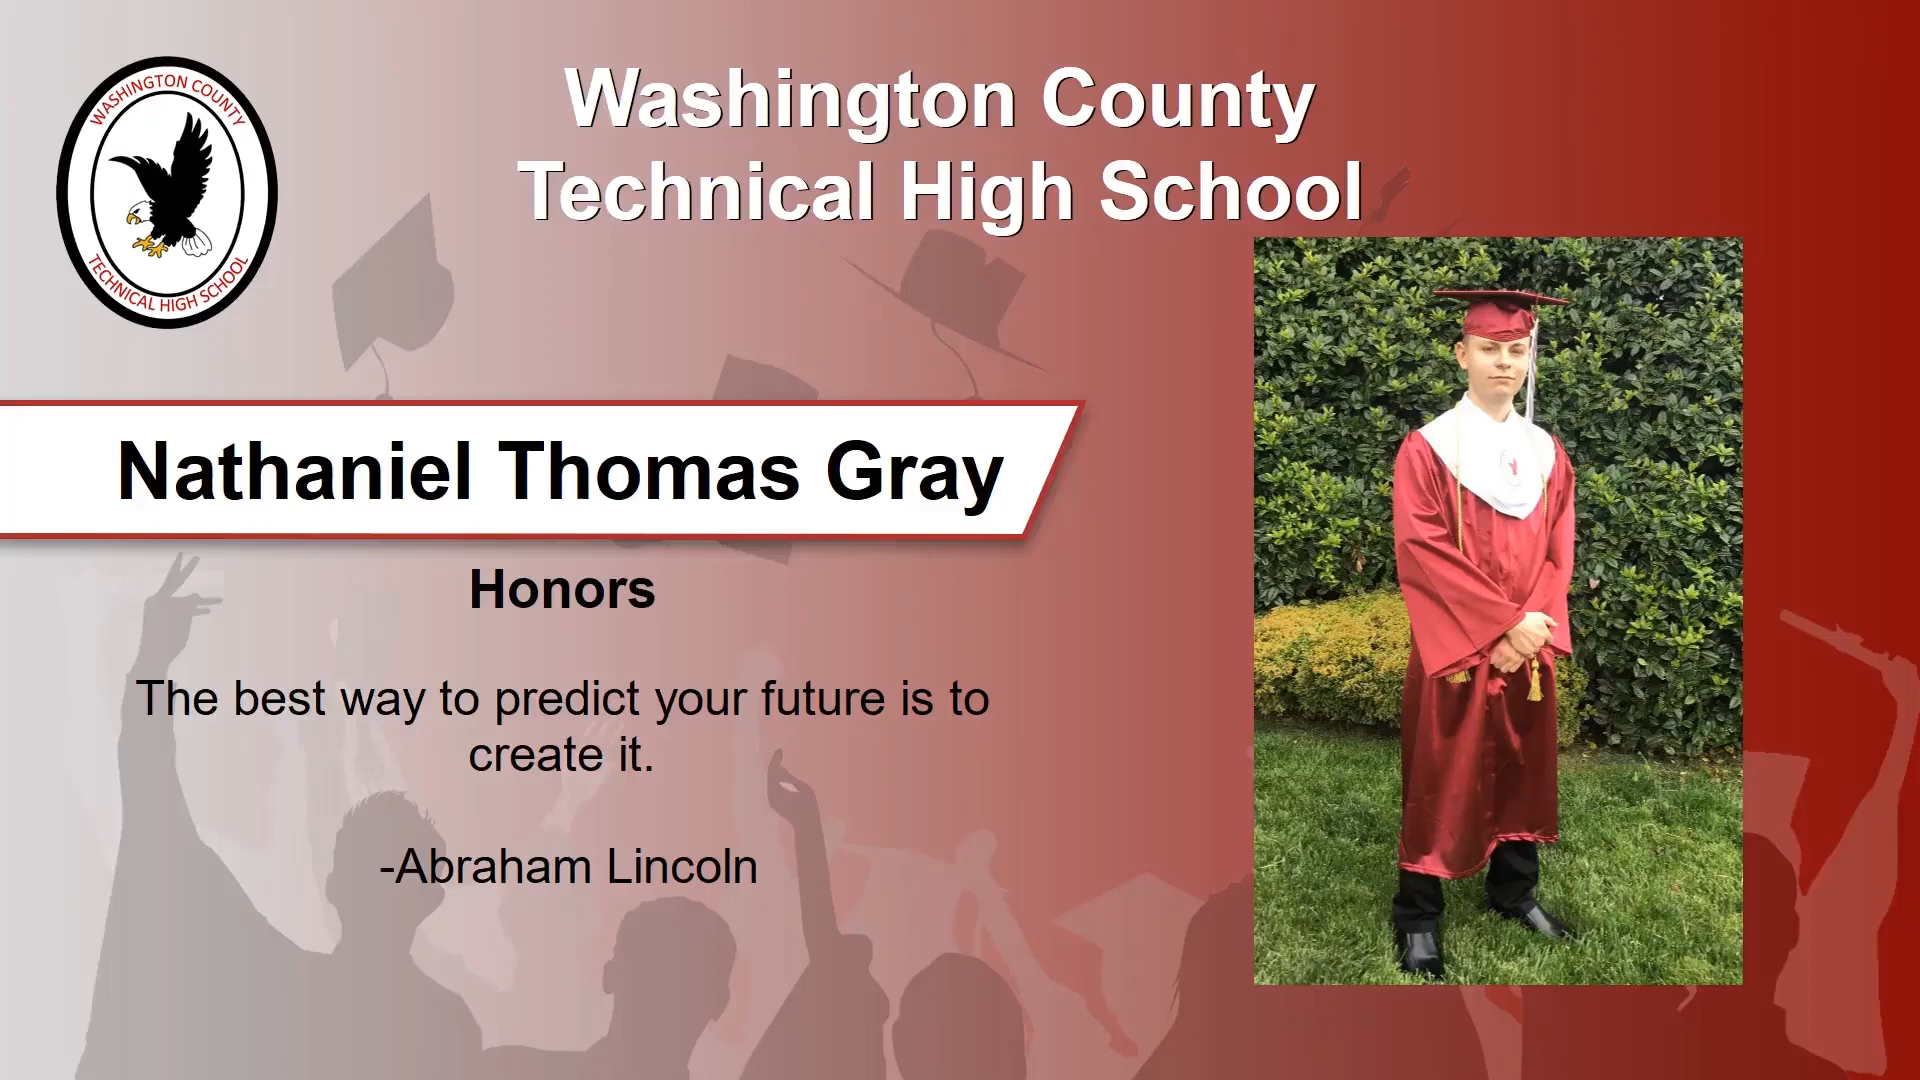 WASHINGTON COUNTY
TECHNICAL HIGH SCHOOL
Washington County
Technical High School
Nathaniel Thomas Gray
Honors
The best way to predict your future is to
create it.
-Abraham Lincoln